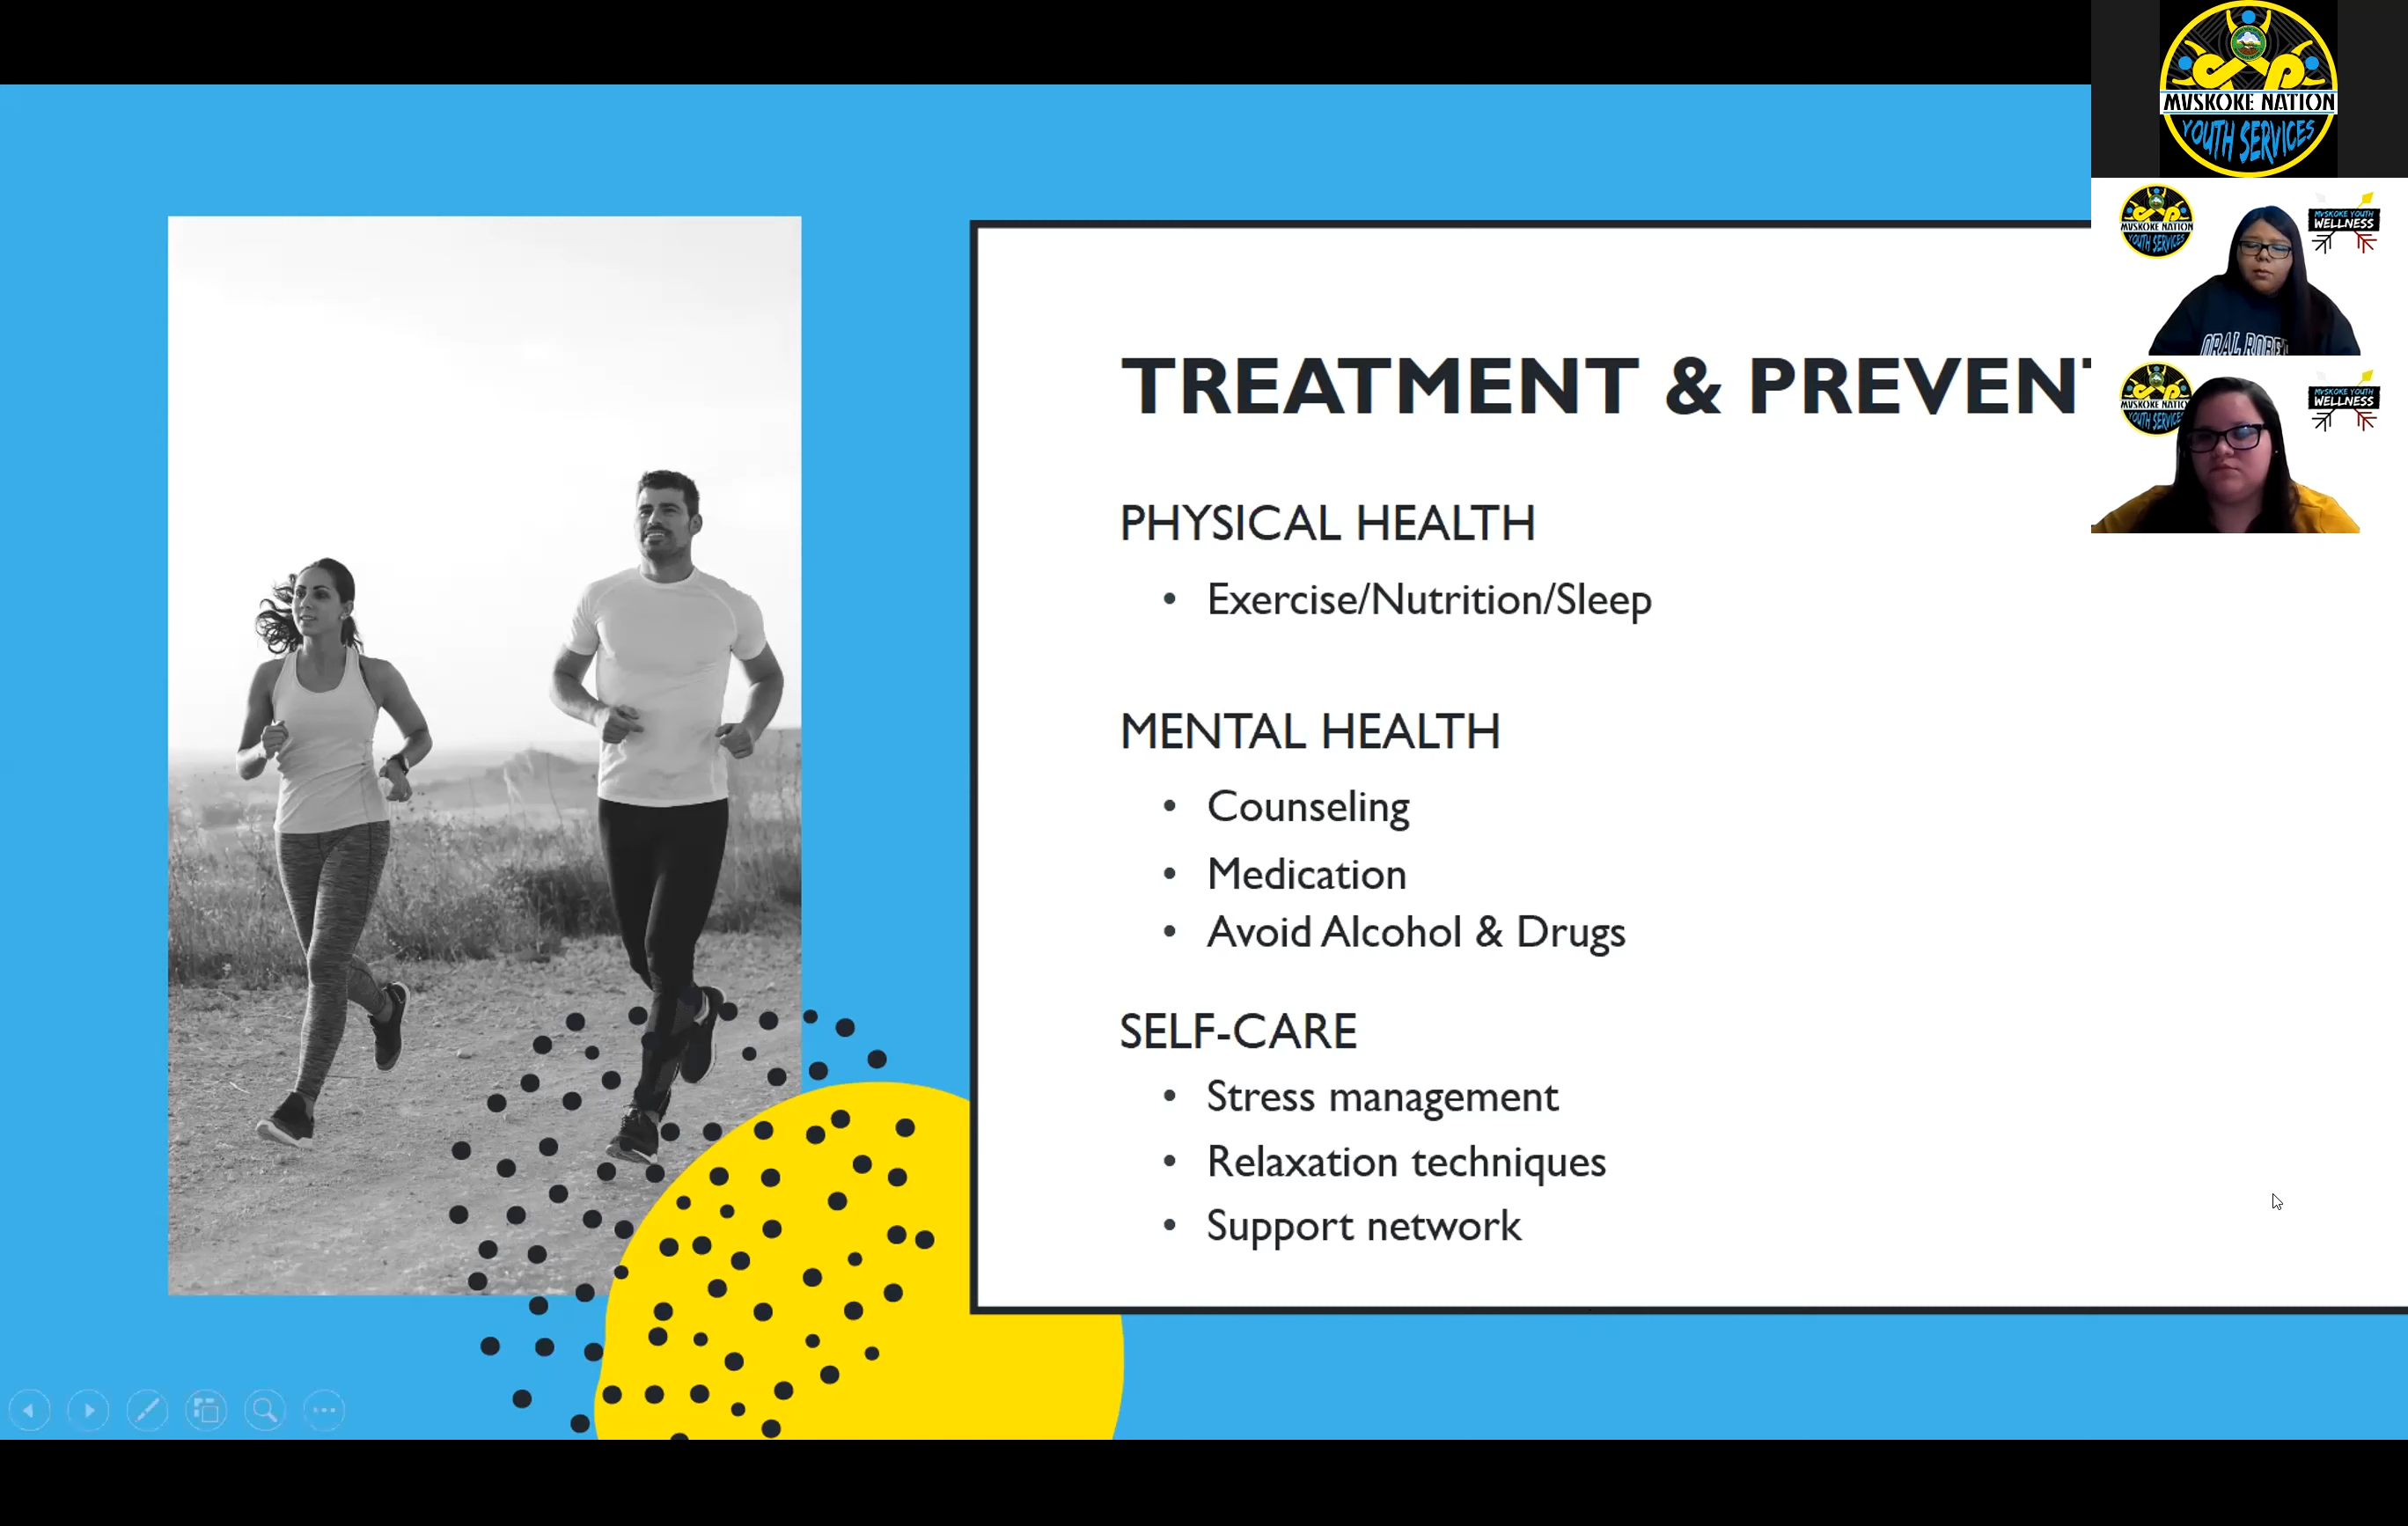 MVSKOKE NATION
YOUTH SERVICES
MVSKOKE NATION
YOUTH SERVICES
MVSKOKE YOUTH
WELLNESS
ORAL ROBE
MVSKOKE NATION
YOUTH SERVICES
MVSKOKE YOUTH
WELLNESS
TREATMENT & PREVENT
PHYSICAL HEALTH
• Exercise/Nutrition/Sleep
MENTAL HEALTH
• Counseling
• Medication
• Avoid Alcohol & Drugs
SELF-CARE
• Stress management
• Relaxation techniques
• Support network